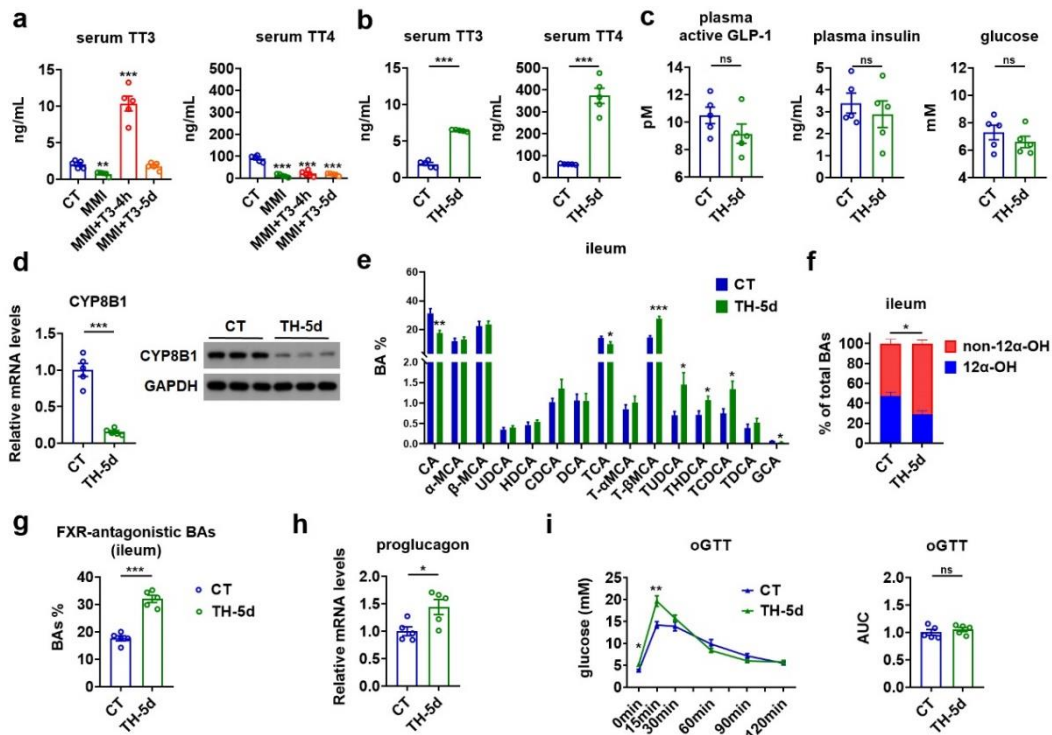 a
serum TT3
ng/mL
15
10
5
0
***
**
CT
MMI
MMI+T3-4h
MMI+T3-5d
serum TT4
ng/mL
500
400
300
200
100
0
***
***
***
CT
MMI
MMI+T3-4h
MMI+T3-5d
b
serum TT3
ng/mL
15
10
5
0
***
CT
TH-5d
serum TT4
ng/mL
500
400
300
200
100
0
***
CT
TH-5d
c
plasma
active GLP-1
pM
14
12
10
8
6
ns
CT
TH-5d
plasma insulin
ng/mL
6
5
4
3
2
1
0
ns
CT
TH-5d
glucose
mM
12
10
8
6
4
ns
CT
TH-5d
d
CYP8B1
Relative mRNA levels
1.5
1.0
0.5
0.0
***
CT
TH-5d
CT
TH-5d
CYP8B1
GAPDH
e
ileum
BA %
60
40
20
2.0
1.5
1.0
0.5
0.0
**
*
***
*
*
*
*
CT
TH-5d
CA
α-MCA
β-MCA
UDCA
HDCA
CDCA
DCA
TCA
T-αMCA
T-βMCA
TUDCA
THDCA
TCDCA
TDCA
GCA
f
ileum
% of total BAs
100
80
60
40
20
0
*
non-12α-OH
12α-OH
CT
TH-5d
g
FXR-antagonistic BAs
(ileum)
BAs %
40
30
20
10
0
***
CT
TH-5d
CT
TH-5d
h
proglucagon
Relative mRNA levels
2.0
1.5
1.0
0.5
0.0
*
CT
TH-5d
i
oGTT
glucose (mM)
25
20
15
10
5
0
*
**
CT
TH-5d
0min
15min
30min
60min
90min
120min
oGTT
AUC
2.0
1.5
1.0
0.5
0.0
ns
CT
TH-5d